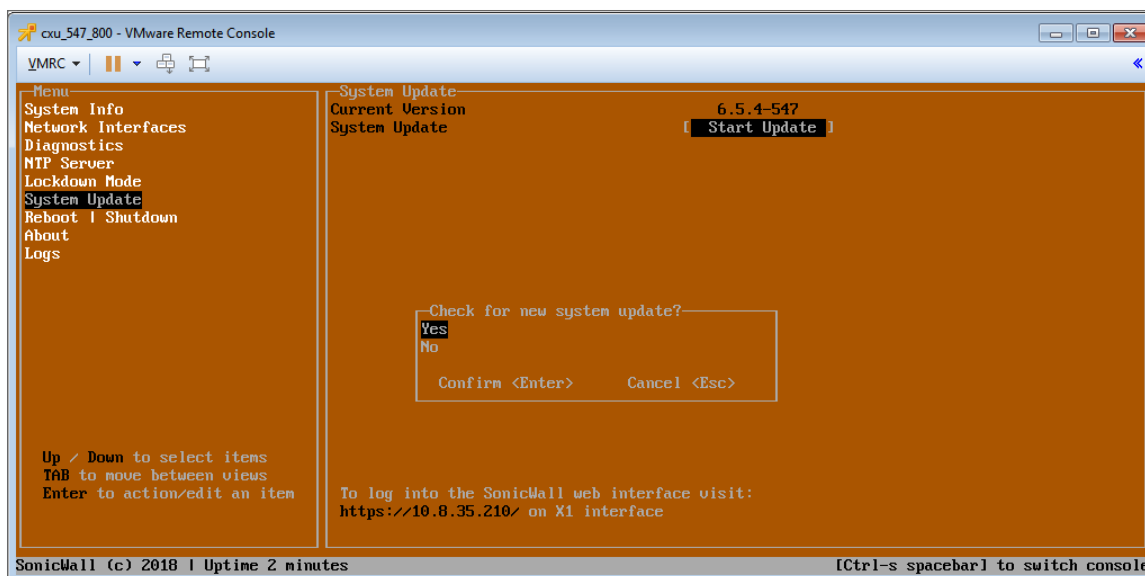 cxu_547_800 - VMware Remote Console
VMRC
Menu
System Info
Network Interfaces
Diagnostics
NTP Server
Lockdown Mode
System Update
Reboot | Shutdown
About
Logs
Up / Down to select items
TAB to move between views
Enter to action/edit an item
System Update
Current Version 6.5.4-547
System Update [ Start Update ]
Check for new system update?
Yes
No
Confirm <Enter> Cancel <Esc>
To log into the SonicWall web interface visit:
https://10.8.35.210/ on X1 interface
SonicWall (c) 2018 | Uptime 2 minutes [Ctrl-s spacebar] to switch console